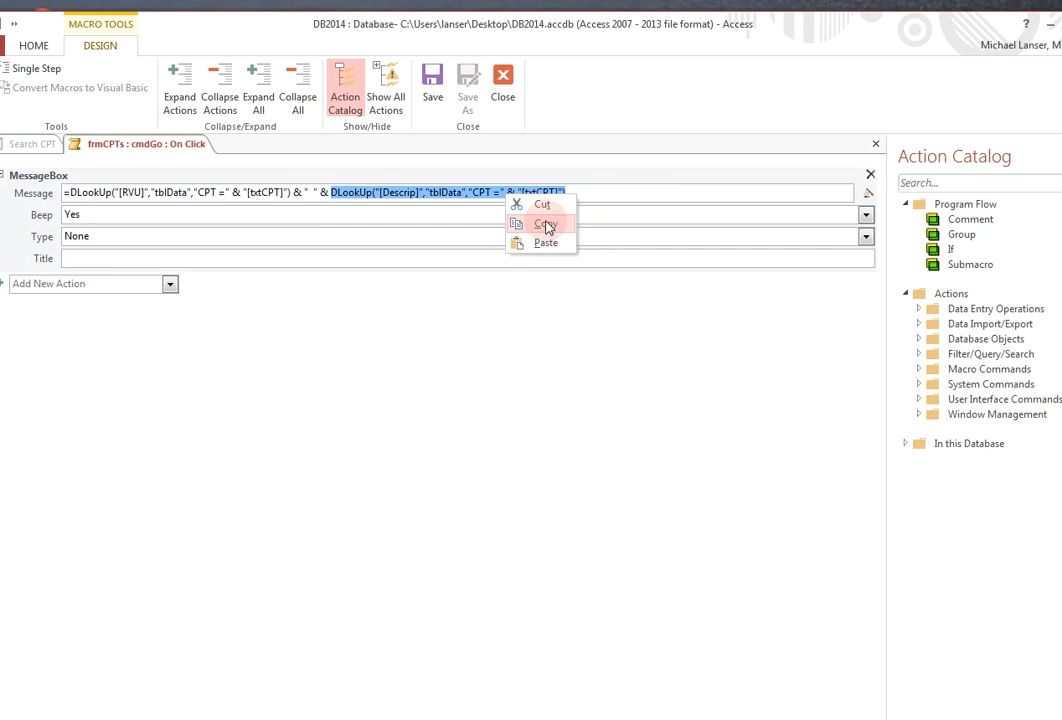 MACRO TOOLS
DB2014 : Database- C:\Users\lanser\Desktop\DB2014.accdb (Access 2007 - 2013 file format) - Access
?
HOME
DESIGN
Michael Lanser, M
Single Step
Convert Macros to Visual Basic
Expand Actions
Collapse Actions
Expand All
Collapse All
Action Catalog
Show All Actions
Save
Save As
Close
Tools
Collapse/Expand
Show/Hide
Close
Search CPT
frmCPTs : cmdGo : On Click
Action Catalog
MessageBox
Message =DLookUp("[RVU]","tblData","CPT =" & "[txtCPT]") & " " & DLookUp("[Descrip]","tblData","CPT =" & "[txtCPT]")
Search...
Beep Yes
Type None
Title
Add New Action
Cut
Copy
Paste
Program Flow
Comment
Group
If
Submacro
Actions
Data Entry Operations
Data Import/Export
Database Objects
Filter/Query/Search
Macro Commands
System Commands
User Interface Commands
Window Management
In this Database